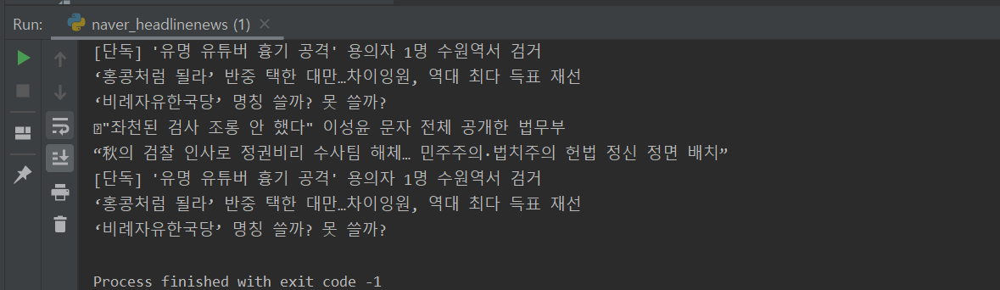 Run: naver_headlinenews (1)
[단독] '유명 유튜버 흉기 공격' 용의자 1명 수원역서 검거
‘홍콩처럼 될라’ 반중 택한 대만…차이잉원, 역대 최다 득표 재선
‘비례자유한국당’ 명칭 쓸까? 못 쓸까?
"좌천된 검사 조롱 안 했다" 이성윤 문자 전체 공개한 법무부
“秋의 검찰 인사로 정권비리 수사팀 해체… 민주주의·법치주의 헌법 정신 정면 배치”
[단독] '유명 유튜버 흉기 공격' 용의자 1명 수원역서 검거
‘홍콩처럼 될라’ 반중 택한 대만…차이잉원, 역대 최다 득표 재선
‘비례자유한국당’ 명칭 쓸까? 못 쓸까?
Process finished with exit code -1